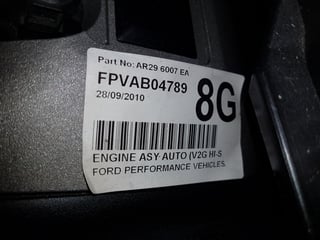 Part No: AR29 6007 EA
FPVAB04789
28/09/2010
8G
ENGINE ASY AUTO (V2G HI-S
FORD PERFORMANCE VEHICLES,